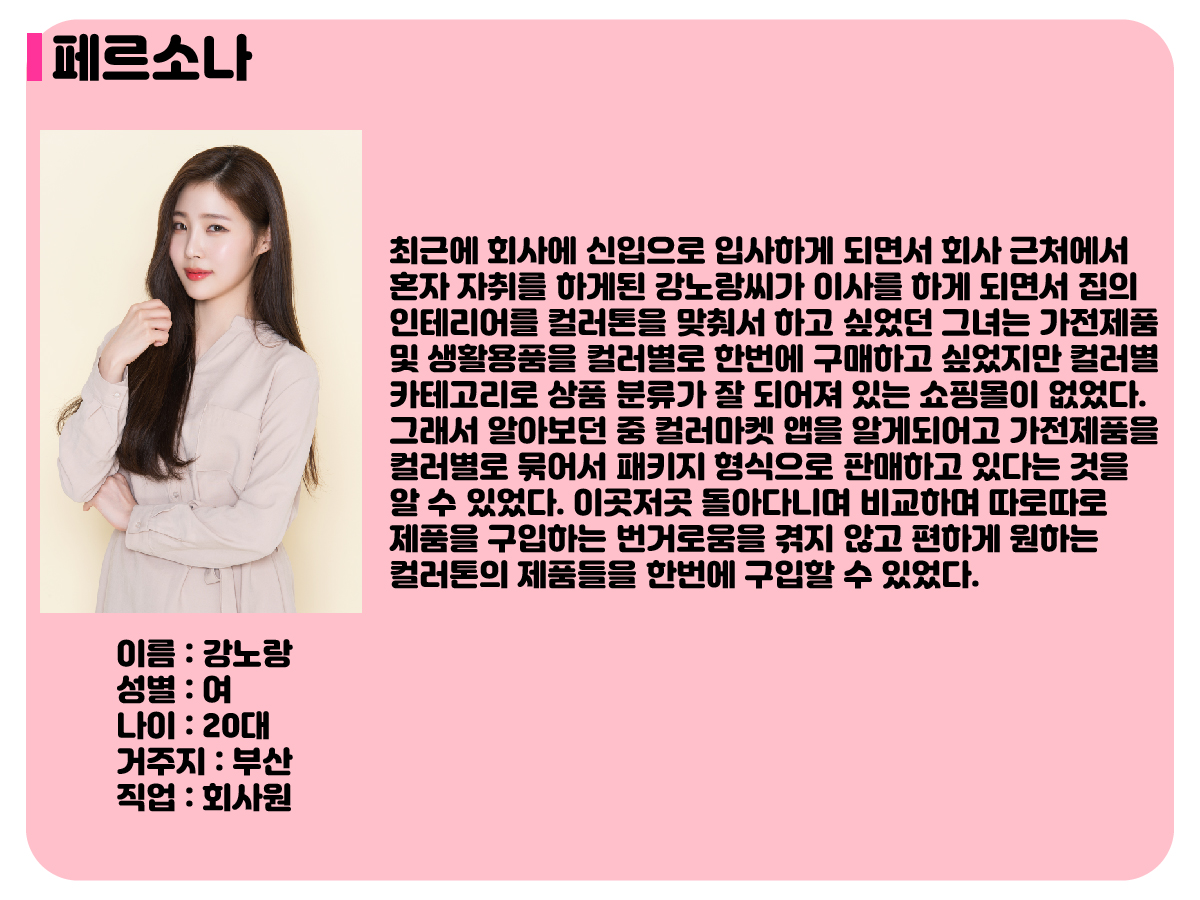 페르소나
최근에 회사에 신입으로 입사하게 되면서 회사 근처에서
혼자 자취를 하게된 강노랑씨가 이사를 하게 되면서 집의
인테리어를 컬러톤을 맞춰서 하고 싶었던 그녀는 가전제품
및 생활용품을 컬러별로 한번에 구매하고 싶었지만 컬러별
카테고리로 상품 분류가 잘 되어져 있는 쇼핑몰이 없었다.
그래서 알아보던 중 컬러마켓 앱을 알게되어고 가전제품을
컬러별로 묶어서 패키지 형식으로 판매하고 있다는 것을
알 수 있었다. 이곳저곳 돌아다니며 비교하며 따로따로
제품을 구입하는 번거로움을 겪지 않고 편하게 원하는
컬러톤의 제품들을 한번에 구입할 수 있었다.
이름 : 강노랑
성별 : 여
나이 : 20대
거주지 : 부산
직업 : 회사원